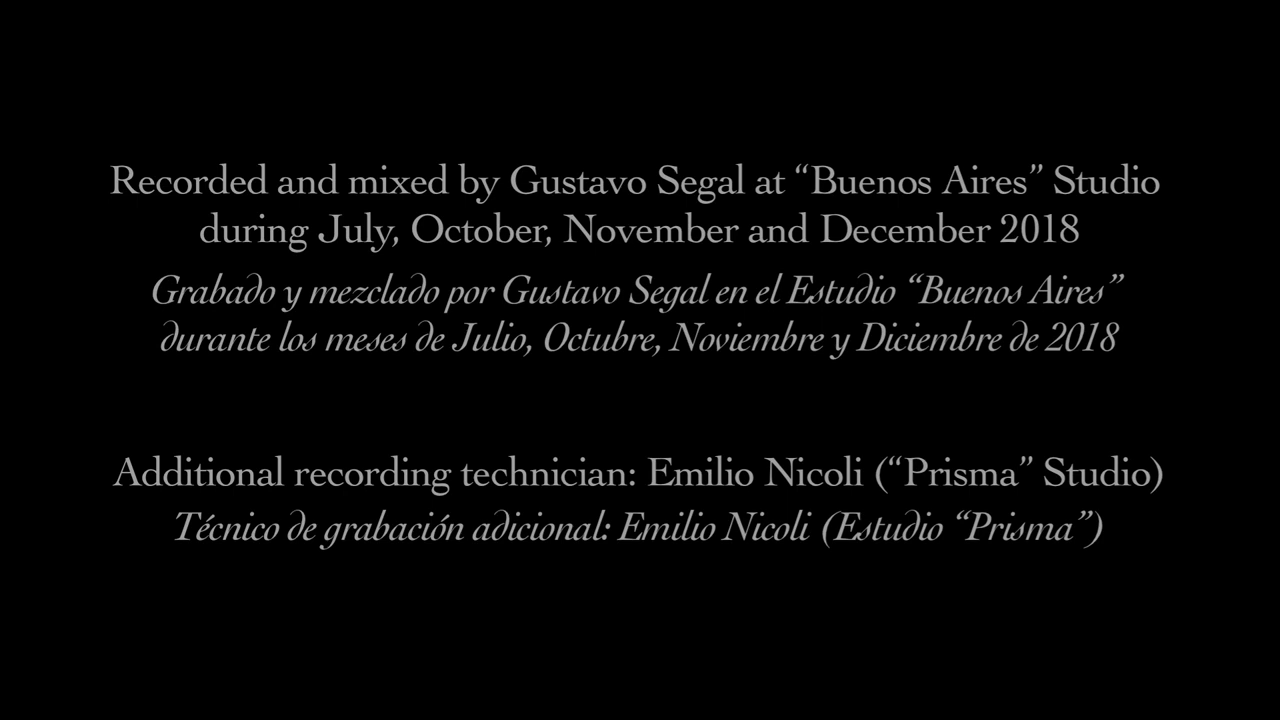 Recorded and mixed by Gustavo Segal at “Buenos Aires” Studio
during July, October, November and December 2018
Grabado y mezclado por Gustavo Segal en el Estudio “Buenos Aires”
durante los meses de Julio, Octubre, Noviembre y Diciembre de 2018
Additional recording technician: Emilio Nicoli (“Prisma” Studio)
Técnico de grabación adicional: Emilio Nicoli (Estudio “Prisma”)